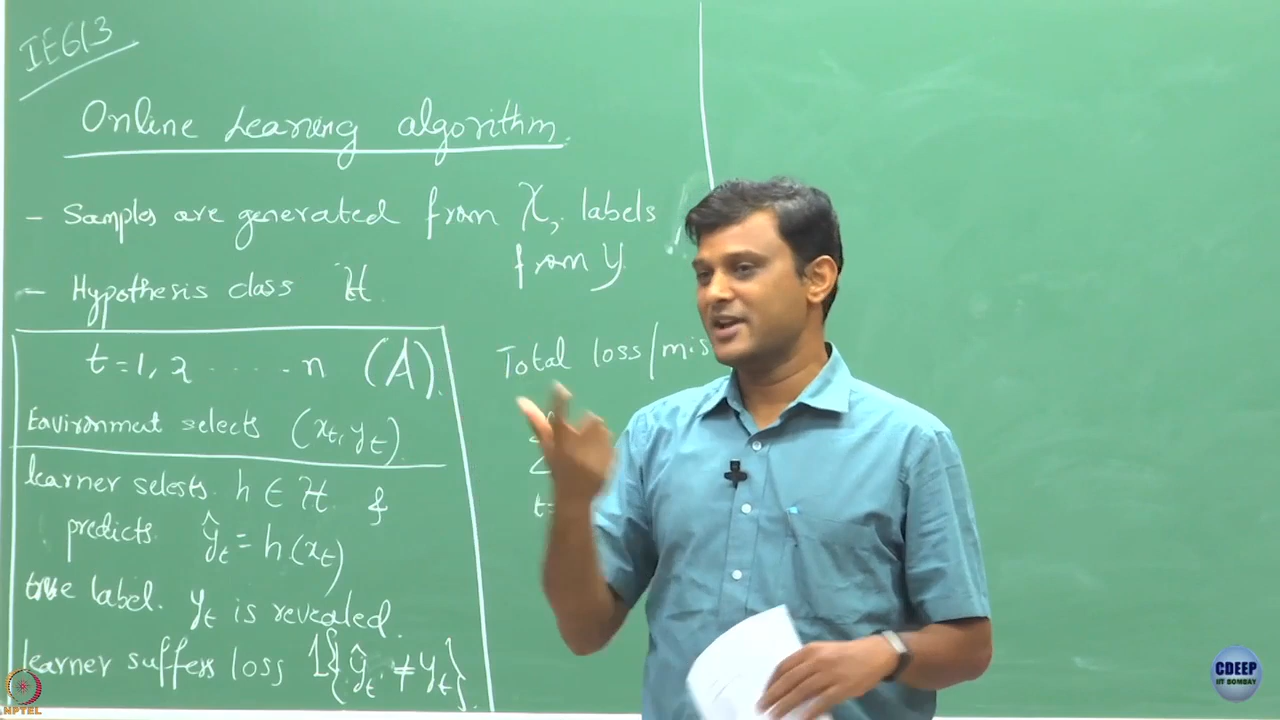 IE613
Online Learning algorithm.
- Samples are generated from X, labels
from Y.
- Hypothesis class H.
t=1, 2 ..... n (A).
Environment selects (xₜ, yₜ).
learner selects h ∈ H &
predicts ŷₜ = h(xₜ)
true label yₜ is revealed.
learner suffers loss 1{ŷₜ ≠ yₜ}.
Total loss/mis
t=
NPTEL
CDEEP
IIT BOMBAY